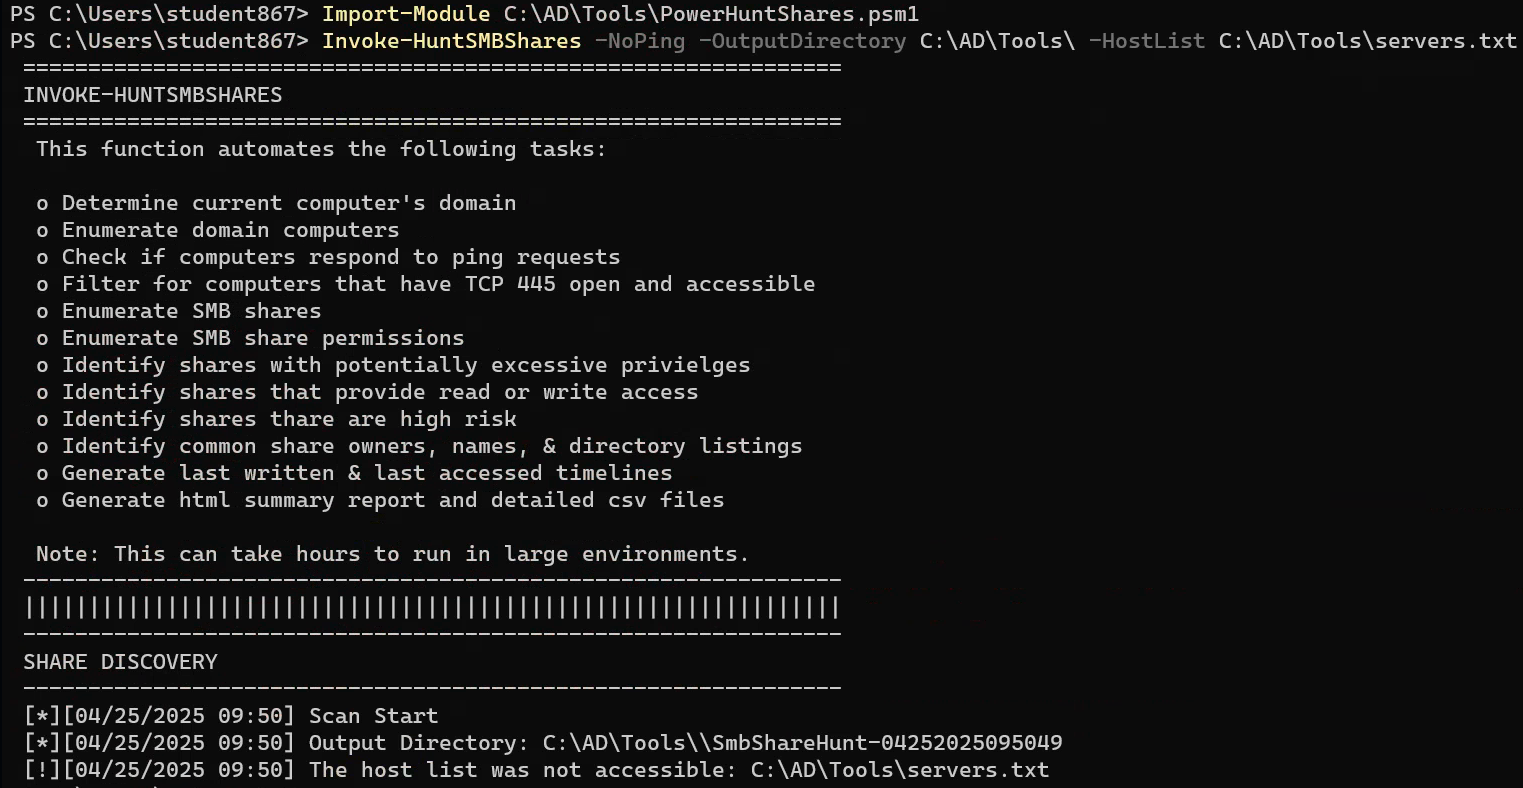 PS C:\Users\student867> Import-Module C:\AD\Tools\PowerHuntShares.psm1
PS C:\Users\student867> Invoke-HuntSMBShares -NoPing -OutputDirectory C:\AD\Tools\ -HostList C:\AD\Tools\servers.txt
===============================================================
INVOKE-HUNTSMBSHARES
===============================================================
This function automates the following tasks:
o Determine current computer's domain
o Enumerate domain computers
o Check if computers respond to ping requests
o Filter for computers that have TCP 445 open and accessible
o Enumerate SMB shares
o Enumerate SMB share permissions
o Identify shares with potentially excessive privielges
o Identify shares that provide read or write access
o Identify shares thare are high risk
o Identify common share owners, names, & directory listings
o Generate last written & last accessed timelines
o Generate html summary report and detailed csv files
Note: This can take hours to run in large environments.
---------------------------------------------------------------
|||||||||||||||||||||||||||||||||||||||||||||||||||||||||||||||
---------------------------------------------------------------
SHARE DISCOVERY
---------------------------------------------------------------
[*][04/25/2025 09:50] Scan Start
[*][04/25/2025 09:50] Output Directory: C:\AD\Tools\\SmbShareHunt-04252025095049
[!][04/25/2025 09:50] The host list was not accessible: C:\AD\Tools\servers.txt